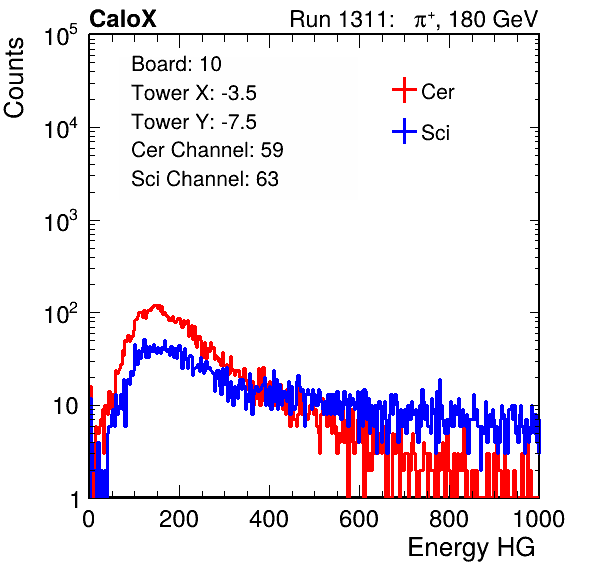 CaloX Run 1311: π⁺, 180 GeV
Counts
10⁵
10⁴
10³
10²
10
1
Board: 10
Tower X: -3.5
Tower Y: -7.5
Cer Channel: 59
Sci Channel: 63
Cer
Sci
0 200 400 600 800 1000
Energy HG